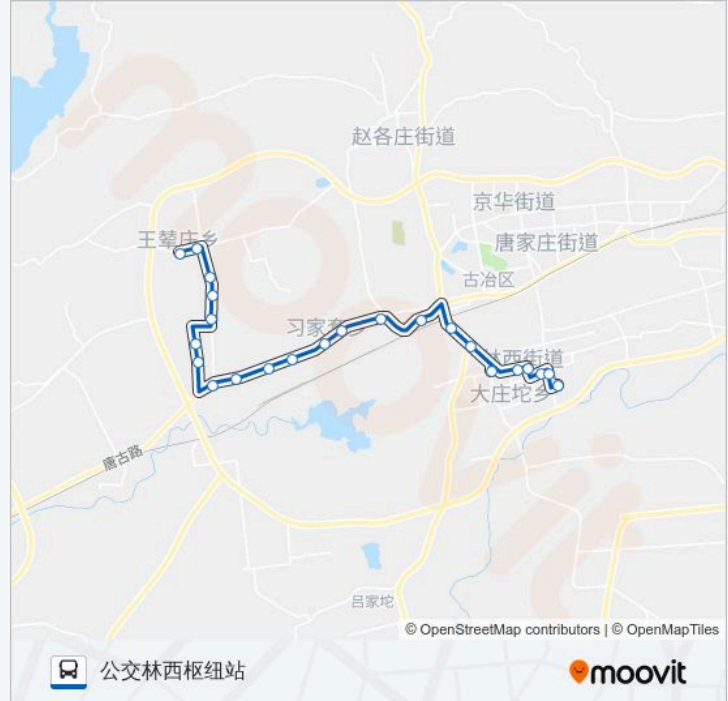 赵各庄街道
京华街道
王辇庄乡
唐家庄街道
古冶区
习家套乡
林西街道
大庄坨乡
唐古路
吕家坨
© OpenStreetMap contributors | © OpenMapTiles
公交林西枢纽站
moovit